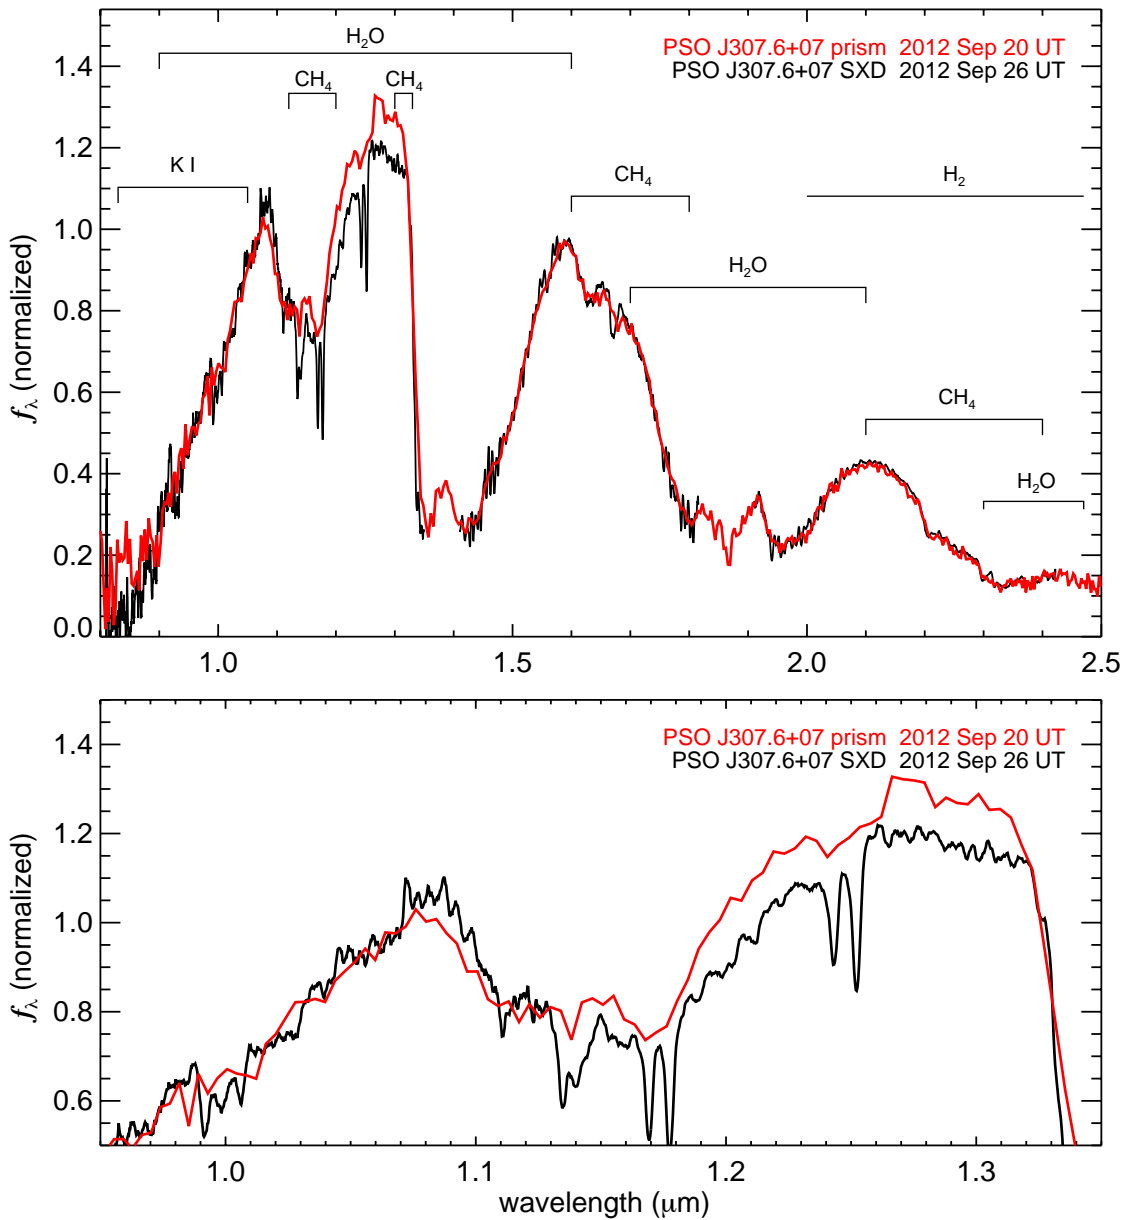 PSO J307.6+07 prism 2012 Sep 20 UT
PSO J307.6+07 SXD 2012 Sep 26 UT
H₂O
CH₄
CH₄
K I
CH₄
H₂
H₂O
CH₄
H₂O
1.4
1.2
1.0
0.8
0.6
0.4
0.2
0.0
fλ (normalized)
1.0
1.5
2.0
2.5
PSO J307.6+07 prism 2012 Sep 20 UT
PSO J307.6+07 SXD 2012 Sep 26 UT
1.4
1.2
1.0
0.8
0.6
fλ (normalized)
1.0
1.1
1.2
1.3
wavelength (μm)